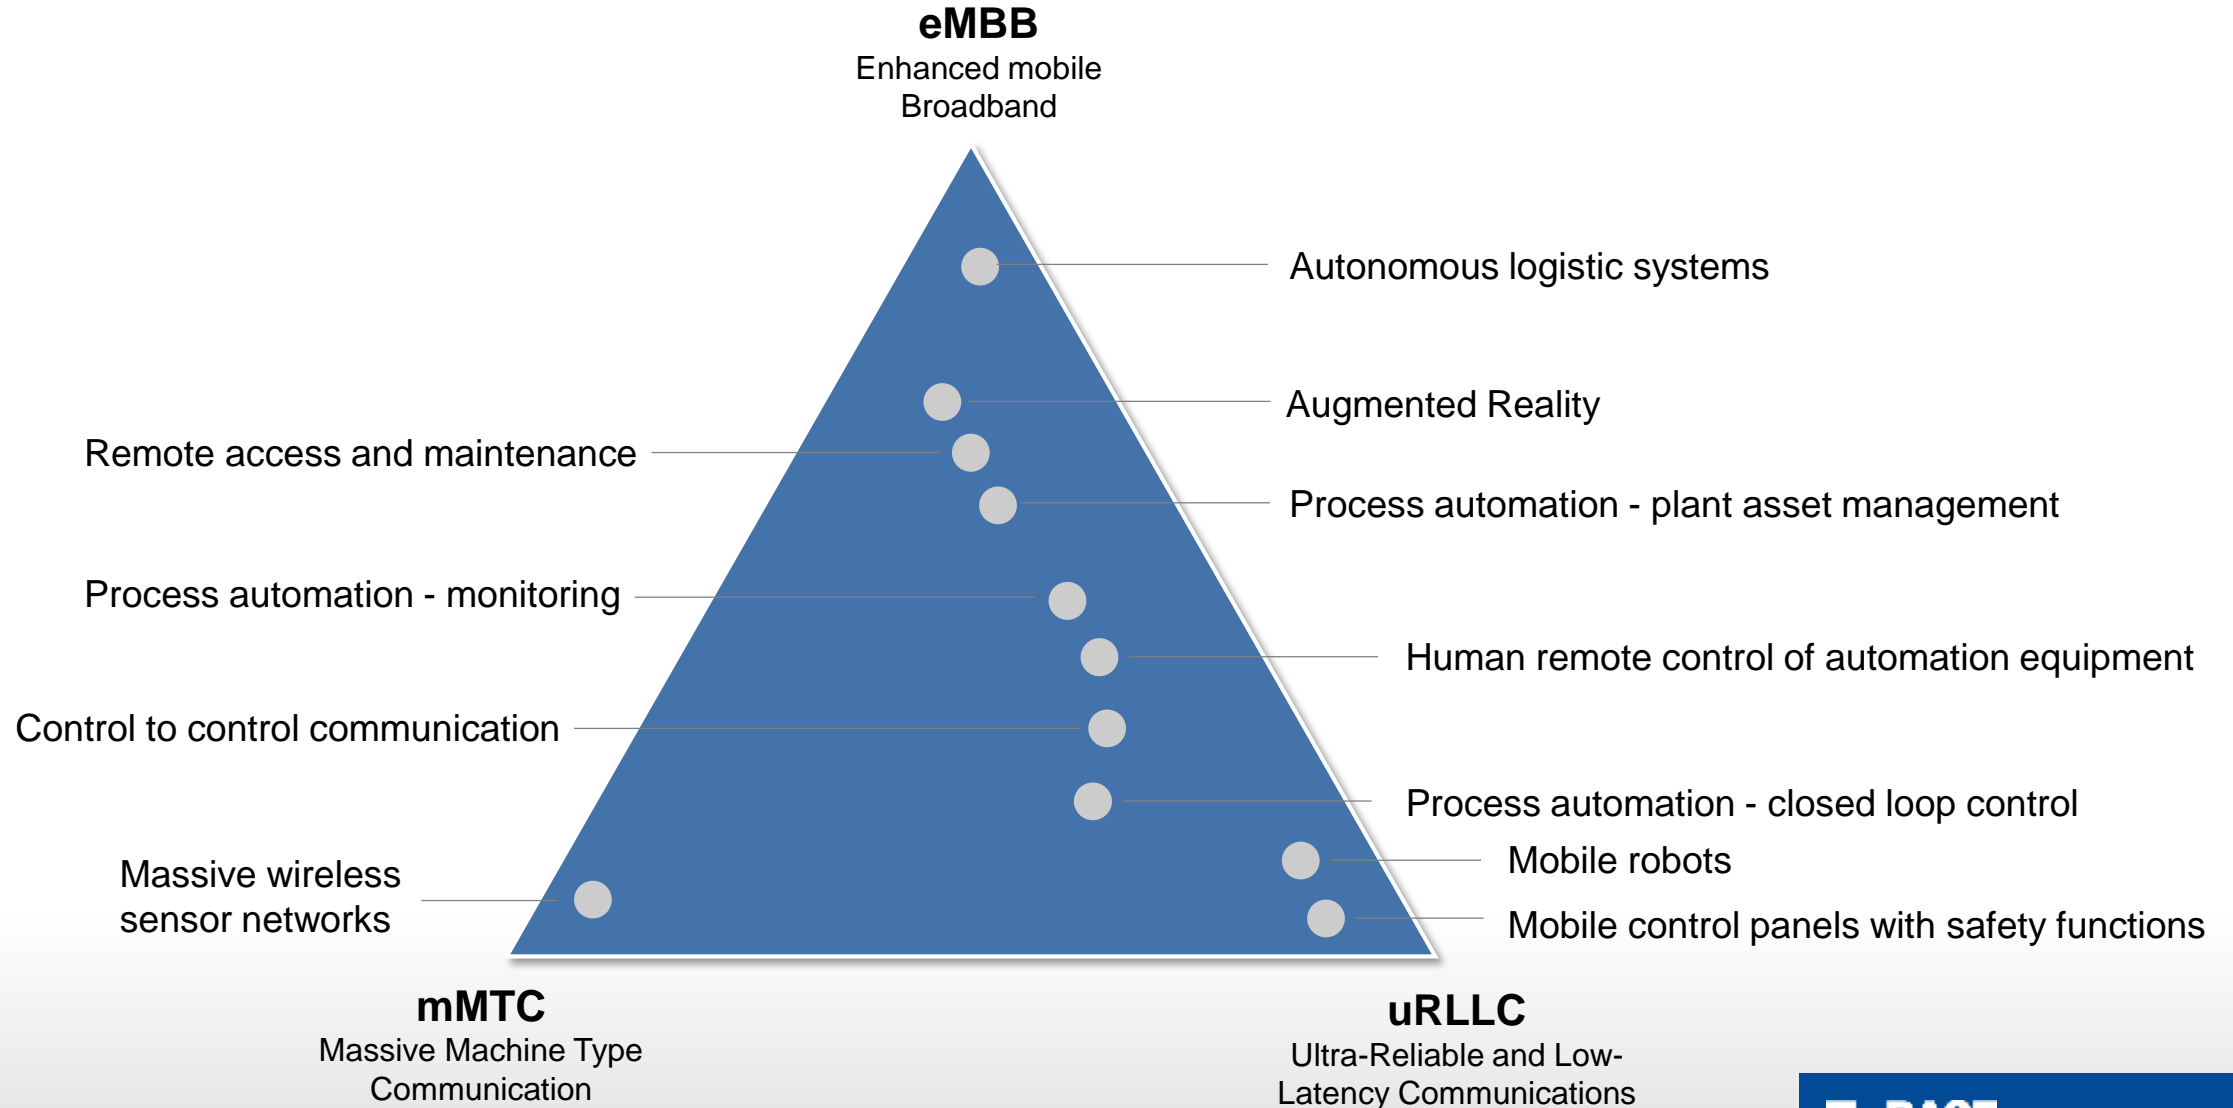 eMBB
Enhanced mobile
Broadband
Autonomous logistic systems
Augmented Reality
Remote access and maintenance
Process automation - plant asset management
Process automation - monitoring
Human remote control of automation equipment
Control to control communication
Process automation - closed loop control
Mobile robots
Massive wireless
sensor networks
Mobile control panels with safety functions
mMTC
Massive Machine Type
Communication
uRLLC
Ultra-Reliable and Low-
Latency Communications